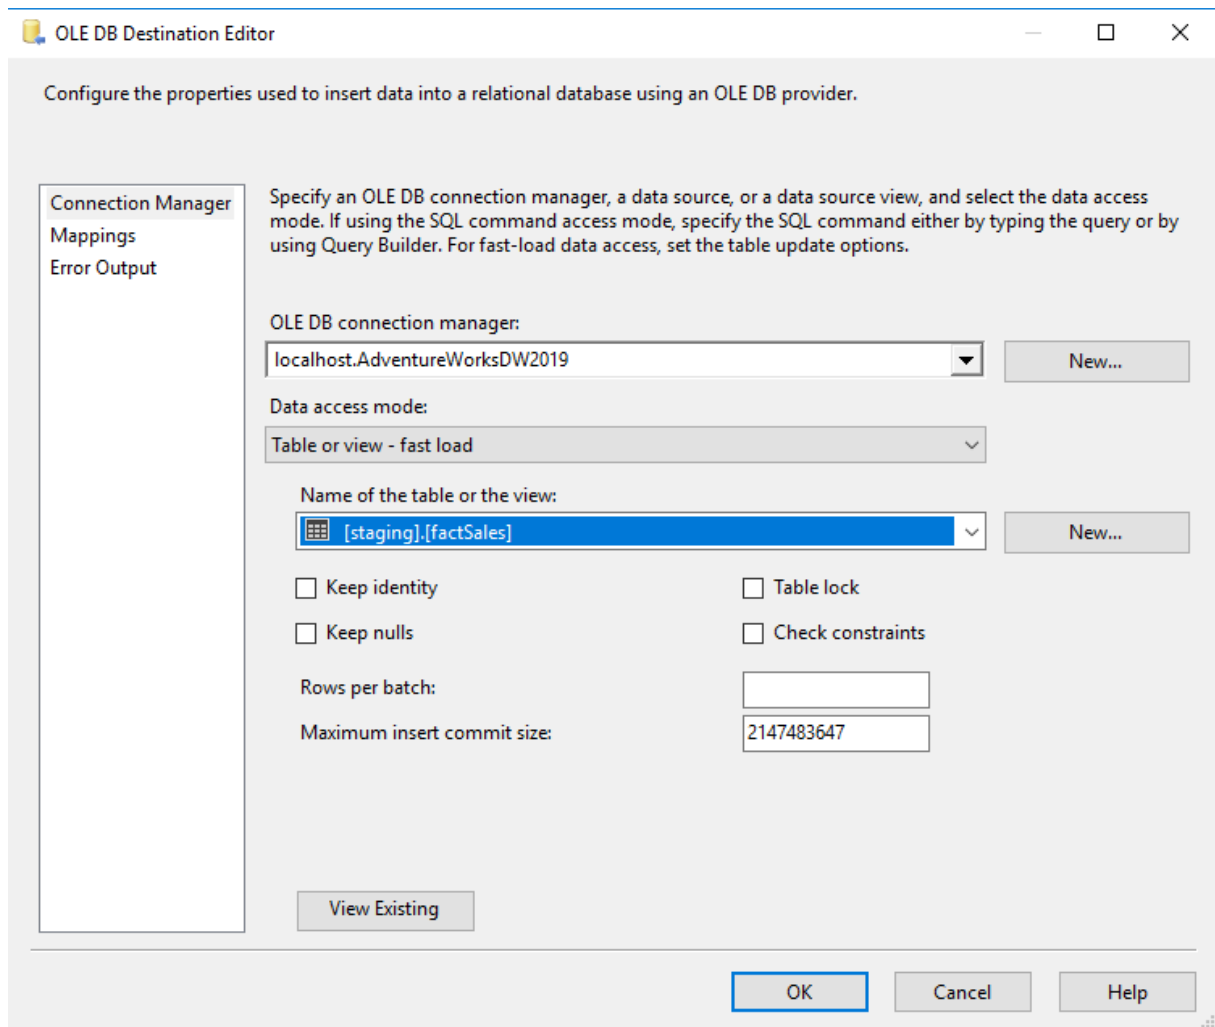 OLE DB Destination Editor
Configure the properties used to insert data into a relational database using an OLE DB provider.
Connection Manager
Mappings
Error Output
Specify an OLE DB connection manager, a data source, or a data source view, and select the data access
mode. If using the SQL command access mode, specify the SQL command either by typing the query or by
using Query Builder. For fast-load data access, set the table update options.
OLE DB connection manager:
localhost.AdventureWorksDW2019
New...
Data access mode:
Table or view - fast load
Name of the table or the view:
[staging].[factSales]
New...
Keep identity
Table lock
Keep nulls
Check constraints
Rows per batch:
Maximum insert commit size:
2147483647
View Existing
OK
Cancel
Help